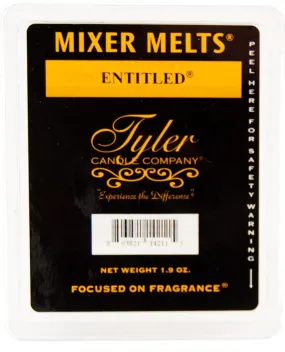 MIXER MELTS®
ENTITLED®
Tyler
CANDLE COMPANY®
"Experience the Difference"
NET WEIGHT 1.9 OZ.
FOCUSED ON FRAGRANCE®
PEEL HERE FOR SAFETY WARNING